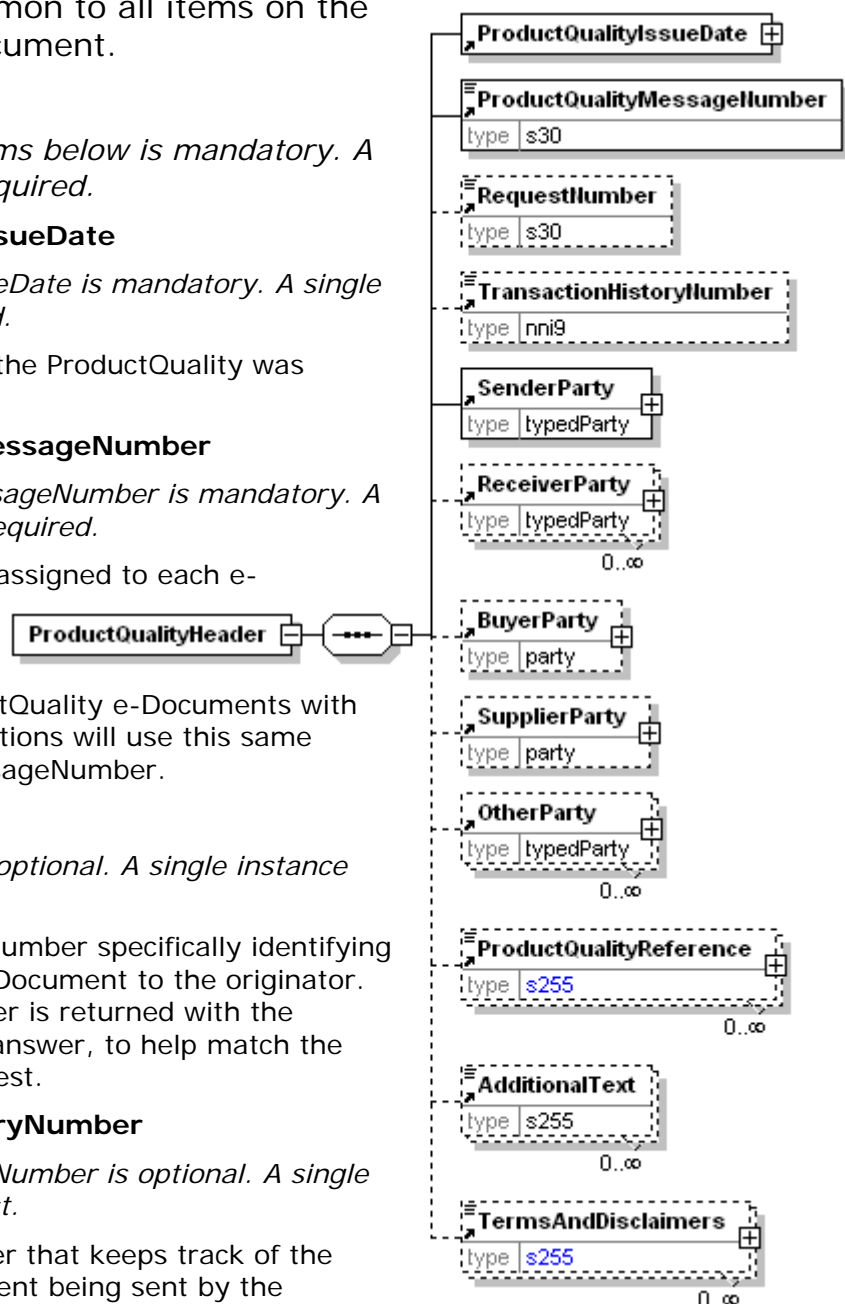 mon to all items on the
cument.
ms below is mandatory. A
quired.
sueDate
eDate is mandatory. A single
d.
the ProductQuality was
essageNumber
sageNumber is mandatory. A
equired.
assigned to each e-
tQuality e-Documents with
tions will use this same
sageNumber.
optional. A single instance
umber specifically identifying
Document to the originator.
er is returned with the
answer, to help match the
est.
ryNumber
Number is optional. A single
t.
er that keeps track of the
ent being sent by the
ProductQualityHeader
ProductQualityIssueDate
ProductQualityMessageNumber
type s30
RequestNumber
type s30
TransactionHistoryNumber
type nni9
SenderParty
type typedParty
ReceiverParty
type typedParty
0..∞
BuyerParty
type party
SupplierParty
type party
OtherParty
type typedParty
0..∞
ProductQualityReference
type s255
0..∞
AdditionalText
type s255
0..∞
TermsAndDisclaimers
type s255
0..∞